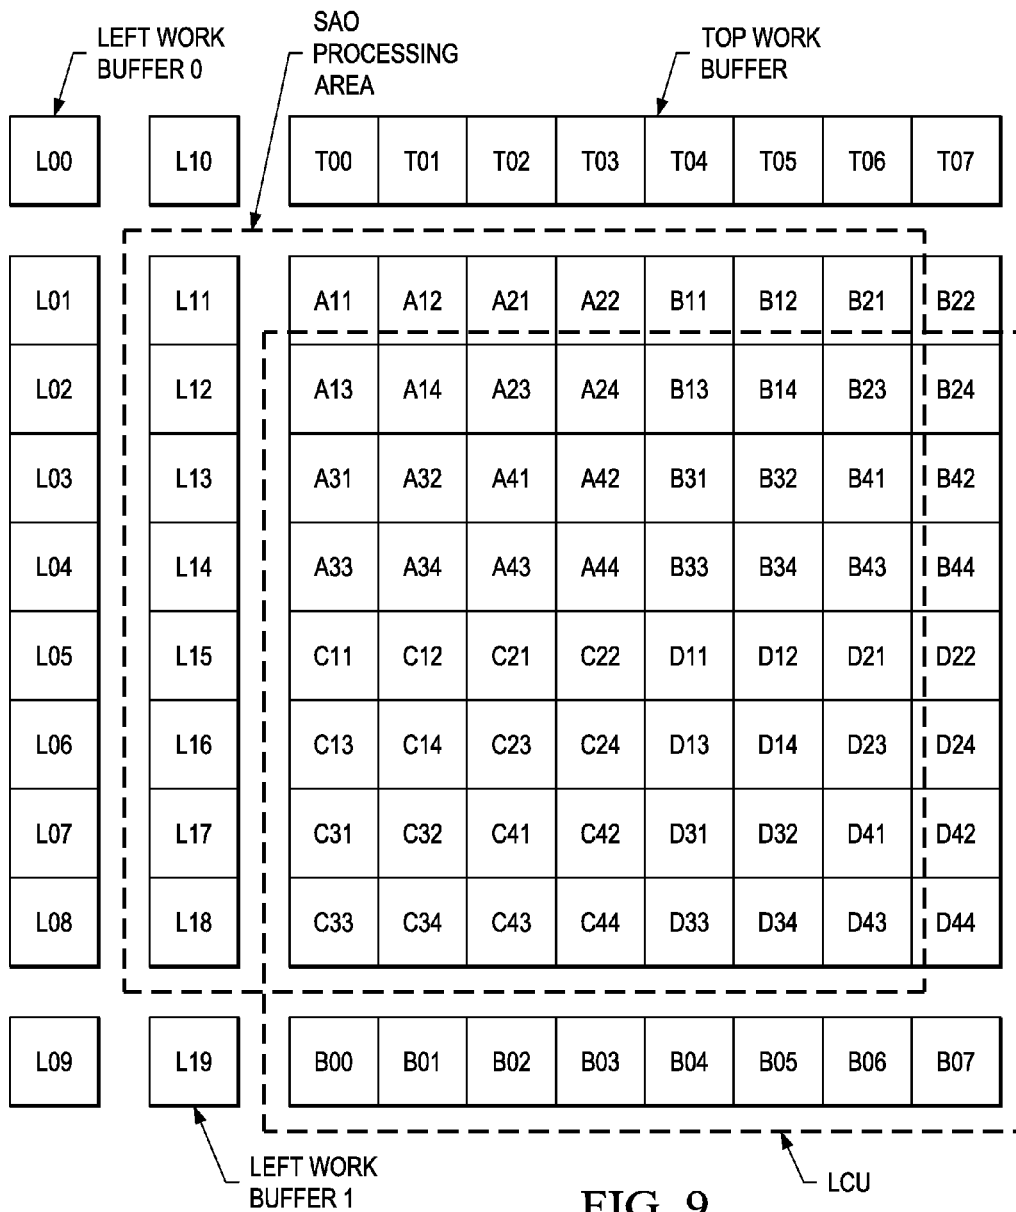 LEFT WORK
BUFFER 0
SAO
PROCESSING
AREA
TOP WORK
BUFFER
L00 L10 T00 T01 T02 T03 T04 T05 T06 T07
L01 L11 A11 A12 A21 A22 B11 B12 B21 B22
L02 L12 A13 A14 A23 A24 B13 B14 B23 B24
L03 L13 A31 A32 A41 A42 B31 B32 B41 B42
L04 L14 A33 A34 A43 A44 B33 B34 B43 B44
L05 L15 C11 C12 C21 C22 D11 D12 D21 D22
L06 L16 C13 C14 C23 C24 D13 D14 D23 D24
L07 L17 C31 C32 C41 C42 D31 D32 D41 D42
L08 L18 C33 C34 C43 C44 D33 D34 D43 D44
L09 L19 B00 B01 B02 B03 B04 B05 B06 B07
LEFT WORK
BUFFER 1
LCU
FIG. 9